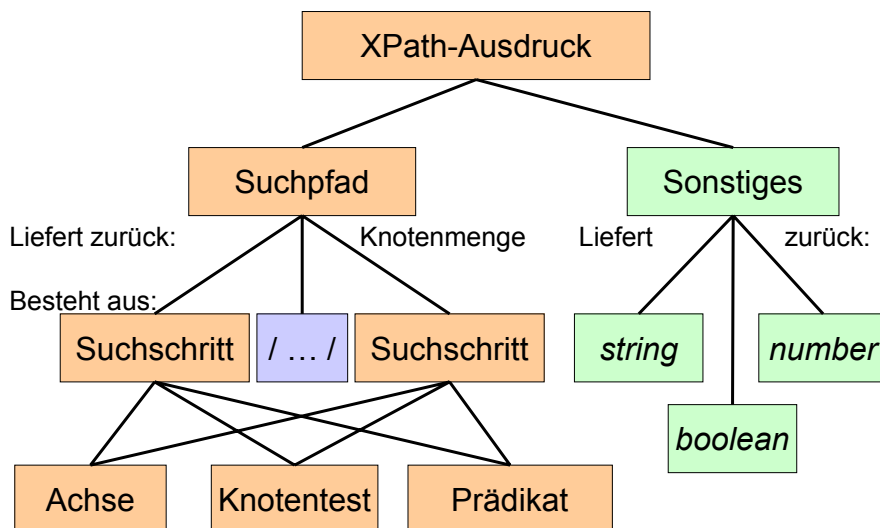 XPath-Ausdruck
Suchpfad
Sonstiges
Liefert zurück:
Knotenmenge
Liefert
zurück:
Besteht aus:
Suchschritt
/ … /
Suchschritt
string
number
boolean
Achse
Knotentest
Prädikat